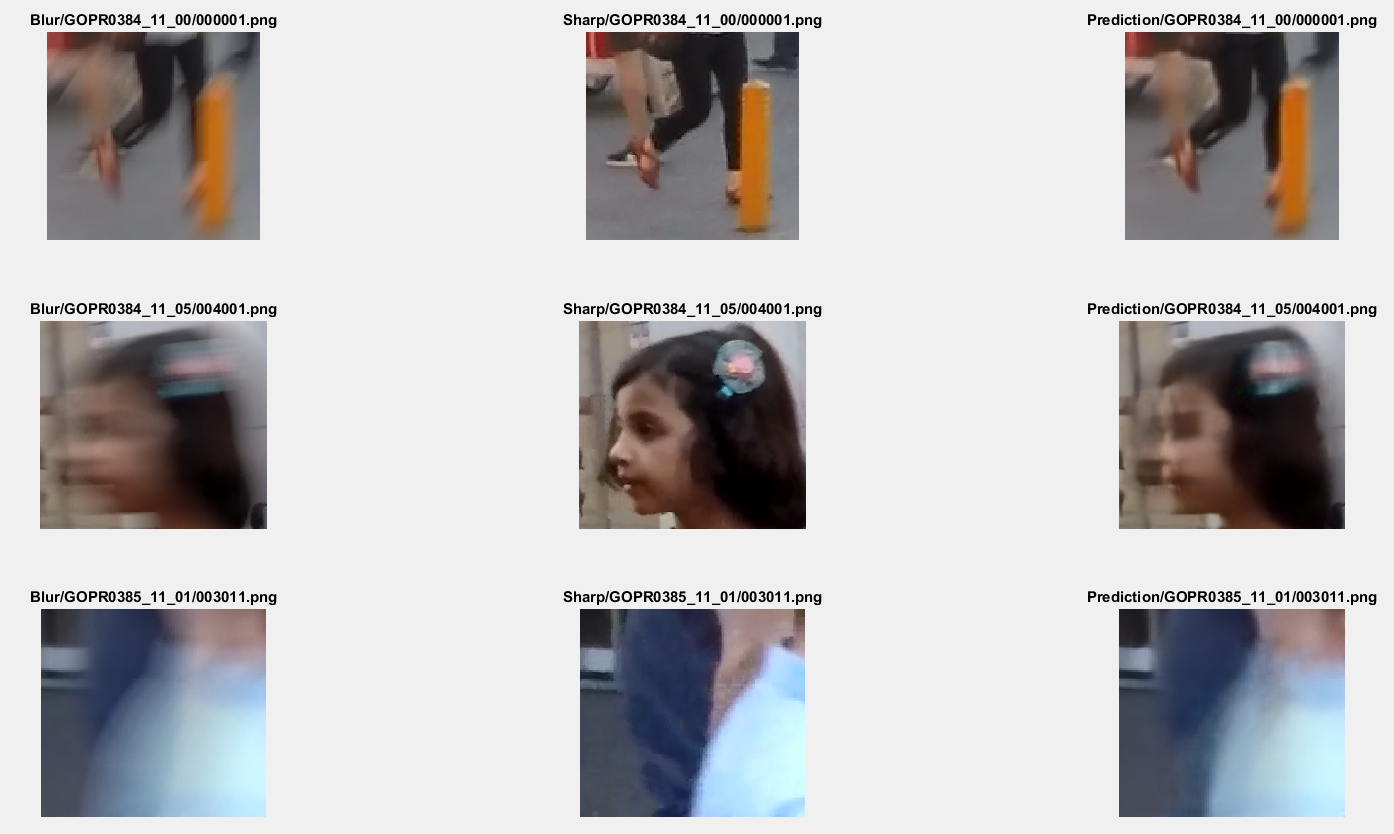 Blur/GOPR0384_11_00/000001.png
Sharp/GOPR0384_11_00/000001.png
Prediction/GOPR0384_11_00/000001.png
Blur/GOPR0384_11_05/004001.png
Sharp/GOPR0384_11_05/004001.png
Prediction/GOPR0384_11_05/004001.png
Blur/GOPR0385_11_01/003011.png
Sharp/GOPR0385_11_01/003011.png
Prediction/GOPR0385_11_01/003011.png